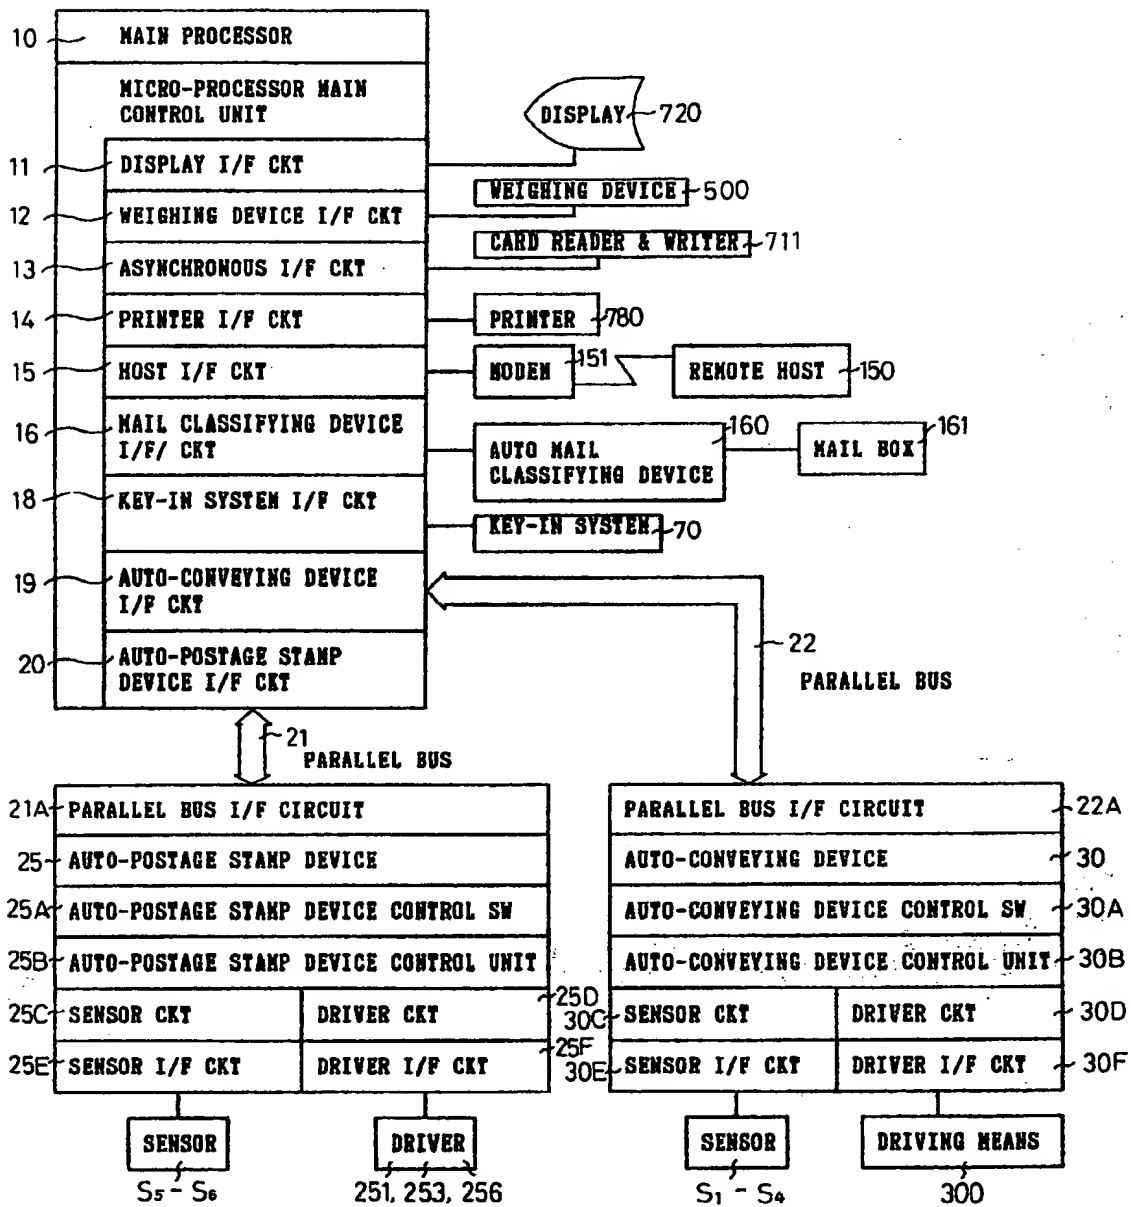 10 MAIN PROCESSOR
MICRO-PROCESSOR MAIN
CONTROL UNIT
DISPLAY 720
11 DISPLAY I/F CKT
WEIGHING DEVICE 500
12 WEIGHING DEVICE I/F CKT
CARD READER & WRITER 711
13 ASYNCHRONOUS I/F CKT
14 PRINTER I/F CKT
PRINTER 780
15 HOST I/F CKT
MODEM 151
REMOTE HOST 150
16 MAIL CLASSIFYING DEVICE
I/F/ CKT
AUTO MAIL 160
CLASSIFYING DEVICE
MAIL BOX 161
18 KEY-IN SYSTEM I/F CKT
KEY-IN SYSTEM 70
19 AUTO-CONVEYING DEVICE
I/F CKT
20 AUTO-POSTAGE STAMP
DEVICE I/F CKT
22
PARALLEL BUS
21
PARALLEL BUS
21A PARALLEL BUS I/F CIRCUIT
25 AUTO-POSTAGE STAMP DEVICE
25A AUTO-POSTAGE STAMP DEVICE CONTROL SW
25B AUTO-POSTAGE STAMP DEVICE CONTROL UNIT
25C SENSOR CKT
DRIVER CKT 25D
25E SENSOR I/F CKT
DRIVER I/F CKT 25F
SENSOR
S5 - S6
DRIVER
251, 253, 256
PARALLEL BUS I/F CIRCUIT 22A
AUTO-CONVEYING DEVICE 30
AUTO-CONVEYING DEVICE CONTROL SW 30A
AUTO-CONVEYING DEVICE CONTROL UNIT 30B
30C SENSOR CKT
DRIVER CKT 30D
30E SENSOR I/F CKT
DRIVER I/F CKT 30F
SENSOR
S1 - S4
DRIVING MEANS
300